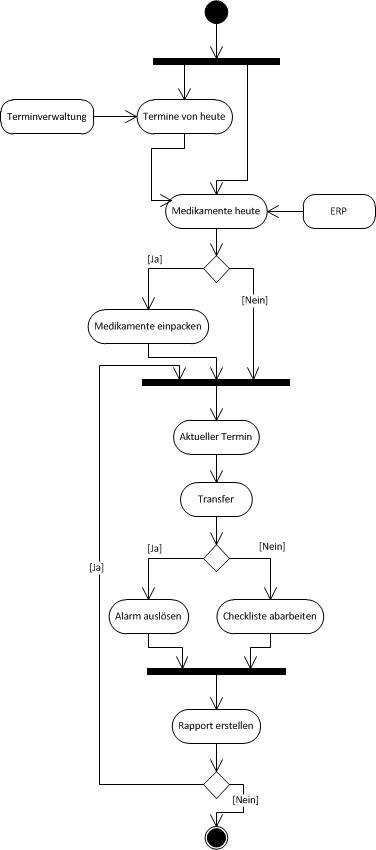 Terminverwaltung
Termine von heute
Medikamente heute
ERP
[Ja]
[Nein]
Medikamente einpacken
Aktueller Termin
Transfer
[Ja]
[Nein]
[Ja]
Alarm auslösen
Checkliste abarbeiten
Rapport erstellen
[Nein]